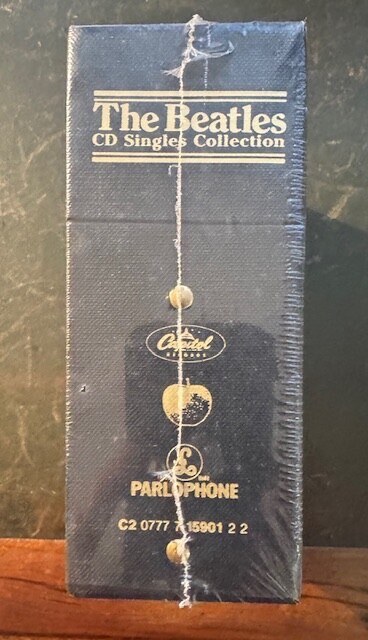 The Beatles
CD Singles Collection
Capitol
RECORDS
£
PARLOPHONE
C2 0777 7 15901 2 2